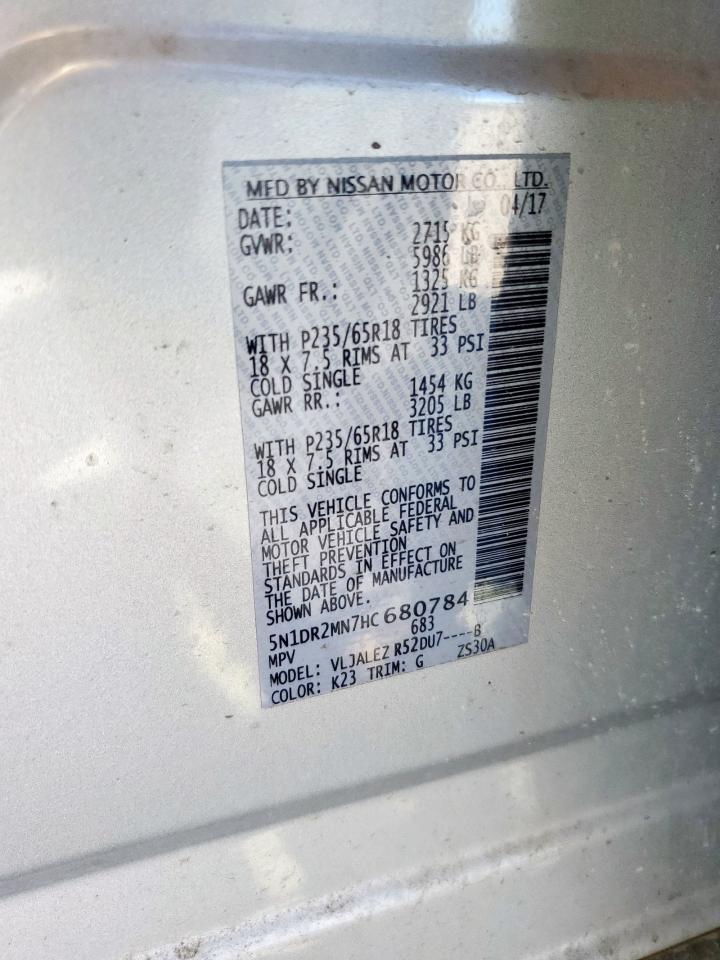 MFD BY NISSAN MOTOR CO., LTD.
DATE: 04/17
GVWR: 2715 KG
5986 LB
GAWR FR.: 1325 KG
2921 LB
WITH P235/65R18 TIRES
18 X 7.5 RIMS AT 33 PSI
COLD SINGLE
GAWR RR.: 1454 KG
3205 LB
WITH P235/65R18 TIRES
18 X 7.5 RIMS AT 33 PSI
COLD SINGLE
THIS VEHICLE CONFORMS TO
ALL APPLICABLE FEDERAL
MOTOR VEHICLE SAFETY AND
THEFT PREVENTION
STANDARDS IN EFFECT ON
THE DATE OF MANUFACTURE
SHOWN ABOVE.
5N1DR2MN7HC680784
MPV 683
MODEL: VLJALEZ R52DU7----B
COLOR: K23 TRIM: G ZS30A